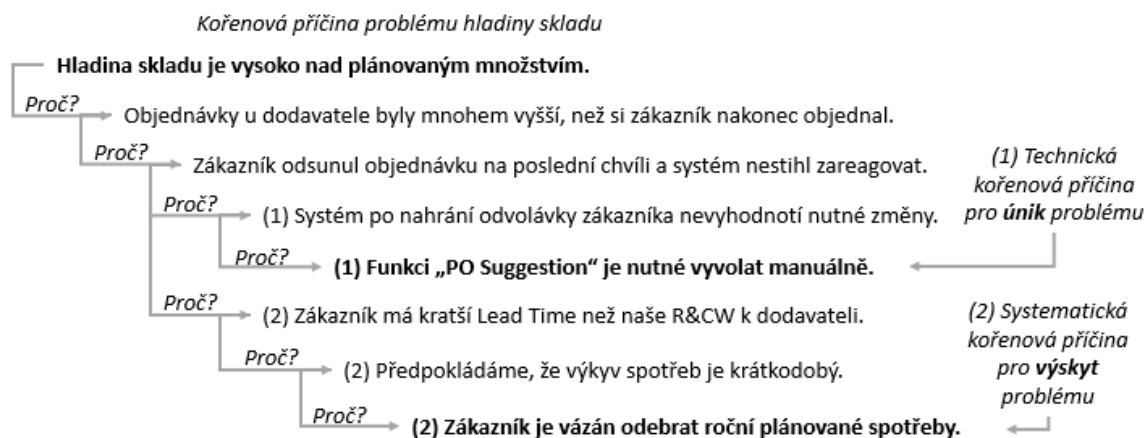 Kořenová příčina problému hladiny skladu
Hladina skladu je vysoko nad plánovaným množstvím.
Proč?
Objednávky u dodavatele byly mnohem vyšší, než si zákazník nakonec objednal.
Proč?
Zákazník odsunul objednávku na poslední chvíli a systém nestihl zareagovat.
Proč?
(1) Systém po nahrání odvolávky zákazníka nevyhodnotí nutné změny.
Proč?
(1) Funkci „PO Suggestion“ je nutné vyvolat manuálně.
(1) Technická
kořenová příčina
pro únik problému
Proč?
(2) Zákazník má kratší Lead Time než naše R&CW k dodavateli.
Proč?
(2) Předpokládáme, že výkyv spotřeb je krátkodobý.
Proč?
(2) Zákazník je vázán odebrat roční plánované spotřeby.
(2) Systematická
kořenová příčina
pro výskyt
problému